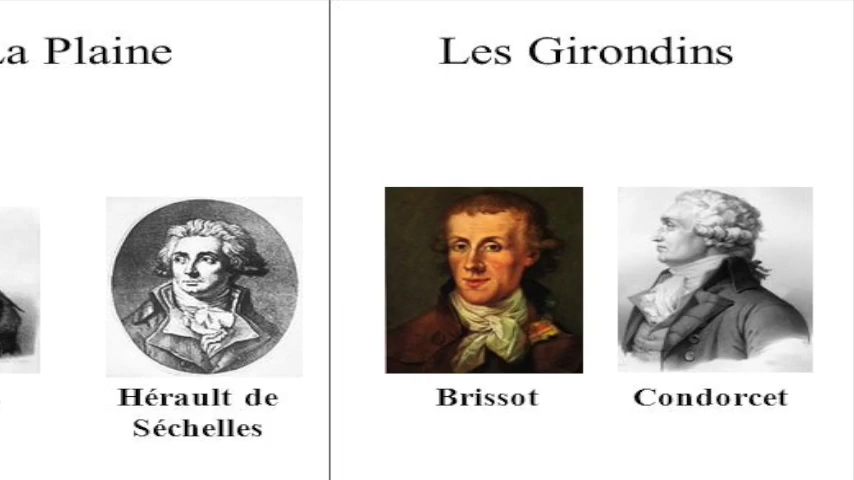 La Plaine
Les Girondins
Hérault de
Séchelles
Brissot
Condorcet